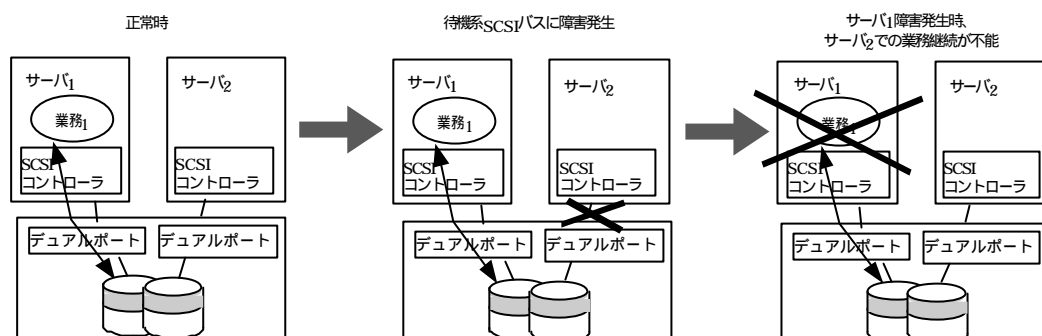 正常時
サーバ1
業務1
SCSI
コントローラ
サーバ2
SCSI
コントローラ
デュアルポート
デュアルポート
待機系SCSIバスに障害発生
サーバ1
業務1
SCSI
コントローラ
サーバ2
SCSI
コントローラ
デュアルポート
デュアルポート
サーバ1障害発生時、
サーバ2での業務継続が不能
サーバ1
業務1
SCSI
コントローラ
サーバ2
SCSI
コントローラ
デュアルポート
デュアルポート